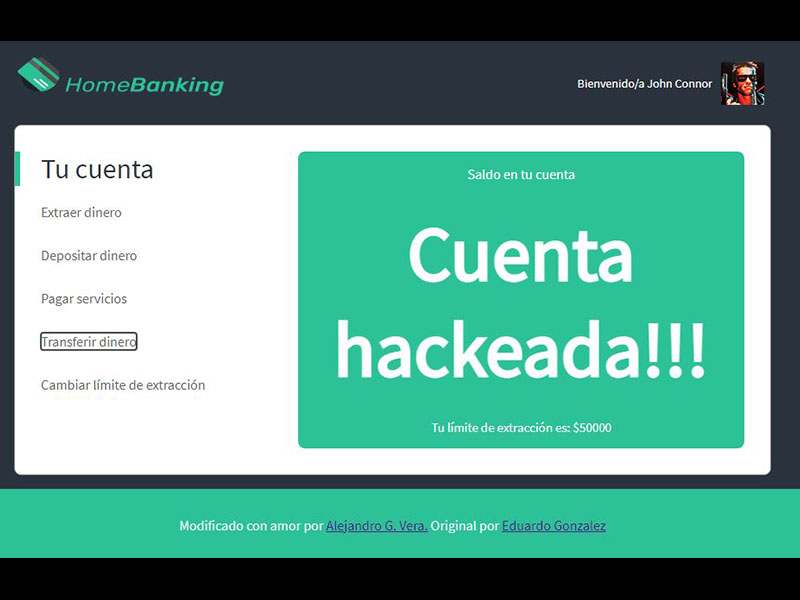 HomeBanking
Bienvenido/a John Connor
Tu cuenta
Extraer dinero
Depositar dinero
Pagar servicios
Transferir dinero
Cambiar límite de extracción
Saldo en tu cuenta
Cuenta
hackeada!!!
Tu límite de extracción es: $50000
Modificado con amor por Alejandro G. Vera. Original por Eduardo Gonzalez